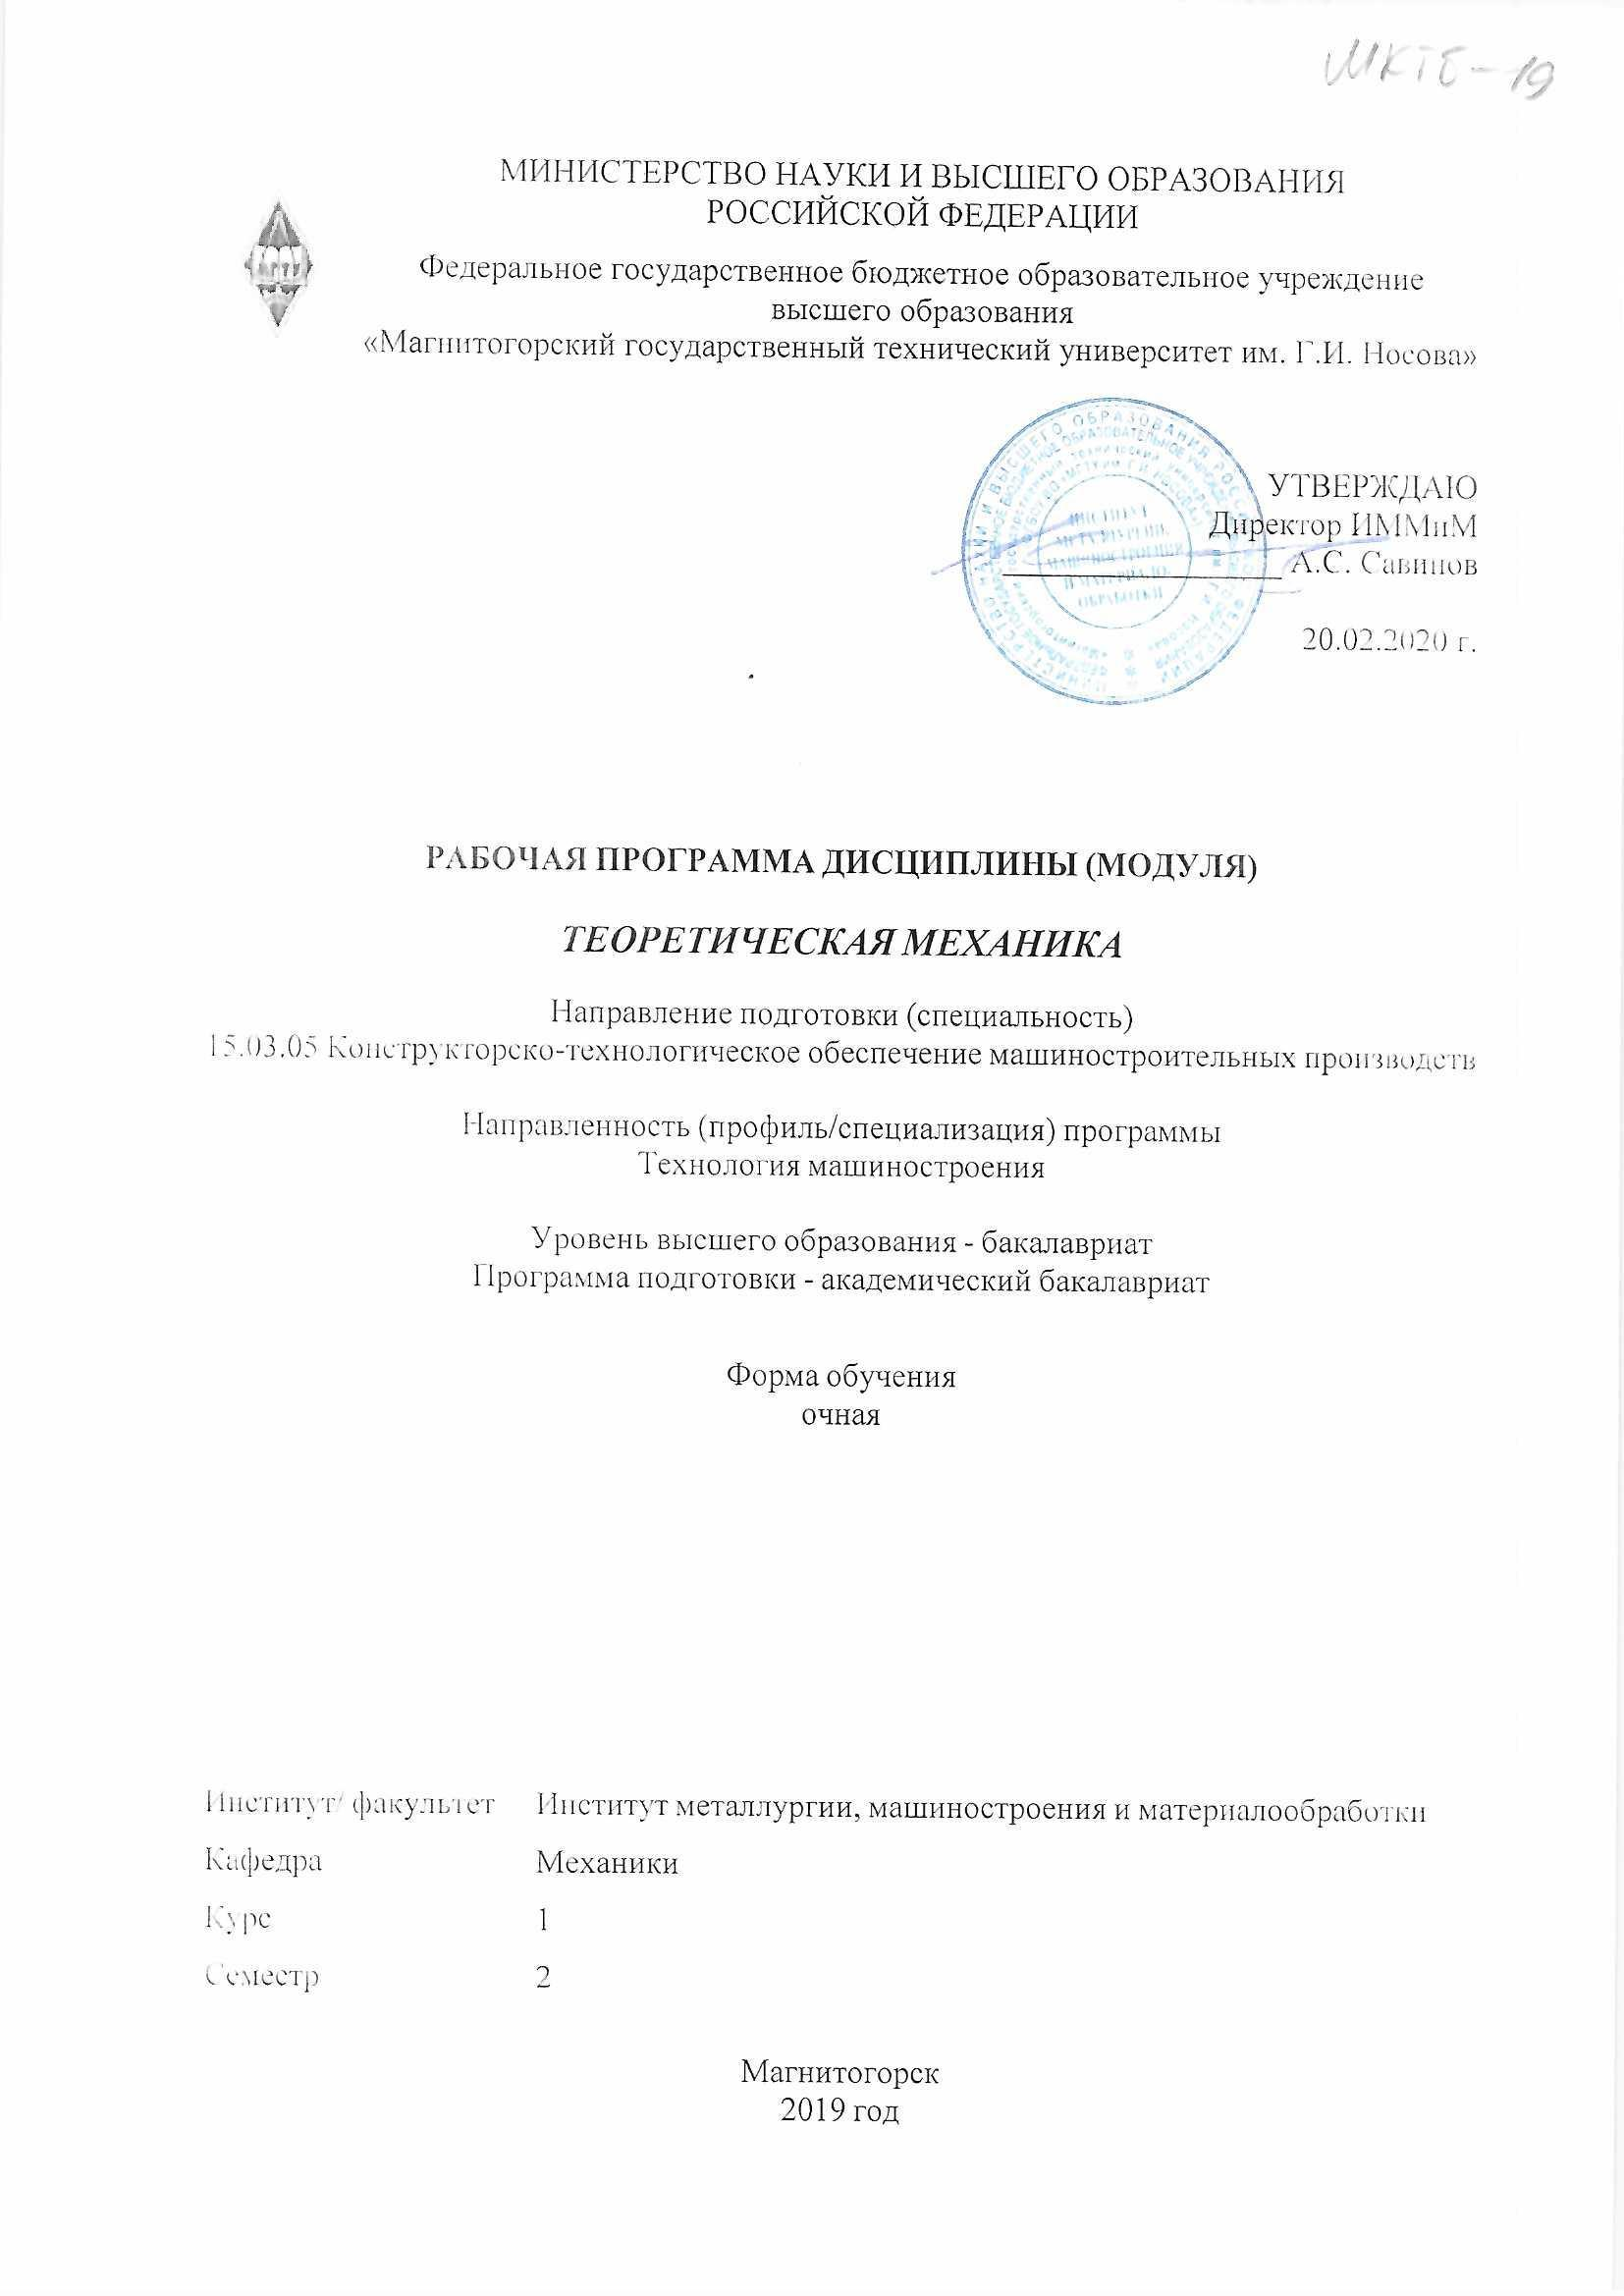 МКТБ-19
МИНИСТЕРСТВО НАУКИ И ВЫСШЕГО ОБРАЗОВАНИЯ
РОССИЙСКОЙ ФЕДЕРАЦИИ
Федеральное государственное бюджетное образовательное учреждение
высшего образования
«Магнитогорский государственный технический университет им. Г.И. Носова»
УТВЕРЖДАЮ
Директор ИММиМ
А.С. Савинов
20.02.2020 г.
РАБОЧАЯ ПРОГРАММА ДИСЦИПЛИНЫ (МОДУЛЯ)
ТЕОРЕТИЧЕСКАЯ МЕХАНИКА
Направление подготовки (специальность)
15.03.05 Конструкторско-технологическое обеспечение машиностроительных производств
Направленность (профиль/специализация) программы
Технология машиностроения
Уровень высшего образования - бакалавриат
Программа подготовки - академический бакалавриат
Форма обучения
очная
Институт/ факультет Институт металлургии, машиностроения и материалообработки
Кафедра Механики
Курс 1
Семестр 2
Магнитогорск
2019 год